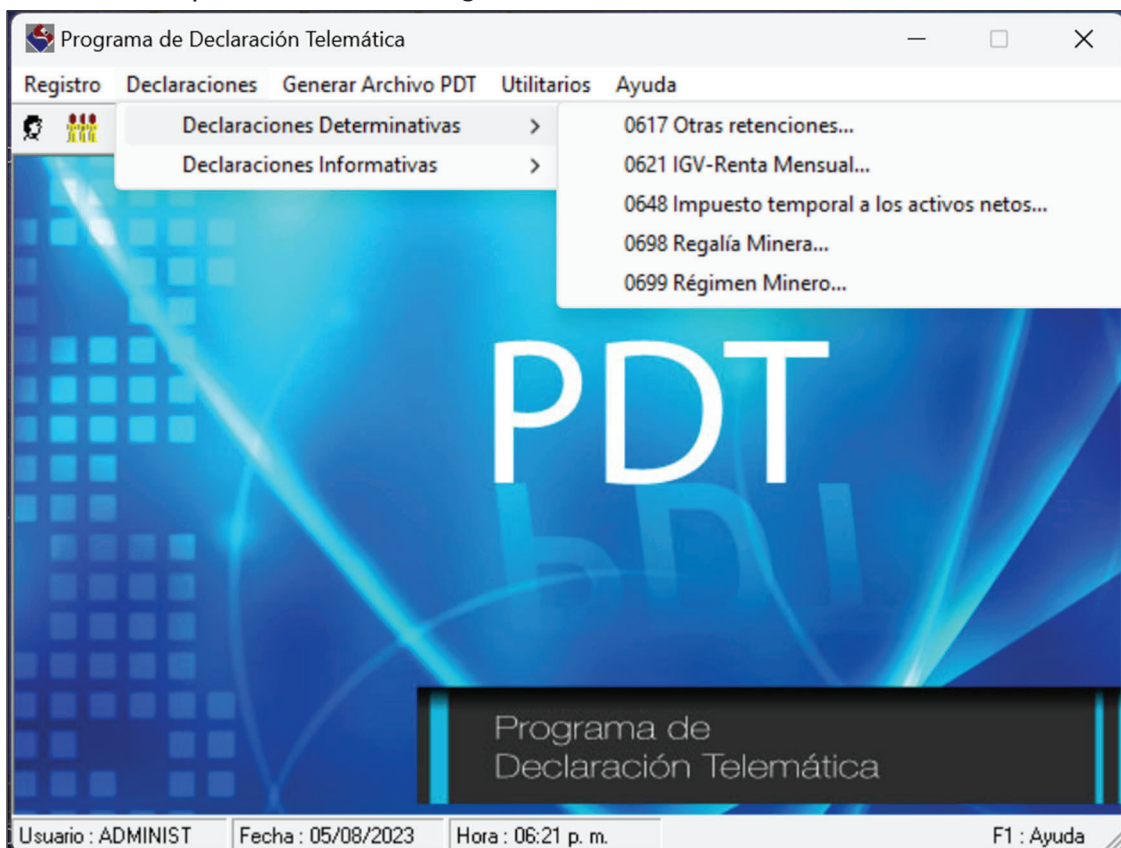 Programa de Declaración Telemática
Registro Declaraciones Generar Archivo PDT Utilitarios Ayuda
Declaraciones Determinativas
Declaraciones Informativas
0617 Otras retenciones...
0621 IGV-Renta Mensual...
0648 Impuesto temporal a los activos netos...
0698 Regalía Minera...
0699 Régimen Minero...
PDT
Programa de
Declaración Telemática
Usuario : ADMINIST Fecha : 05/08/2023 Hora : 06:21 p. m. F1 : Ayuda